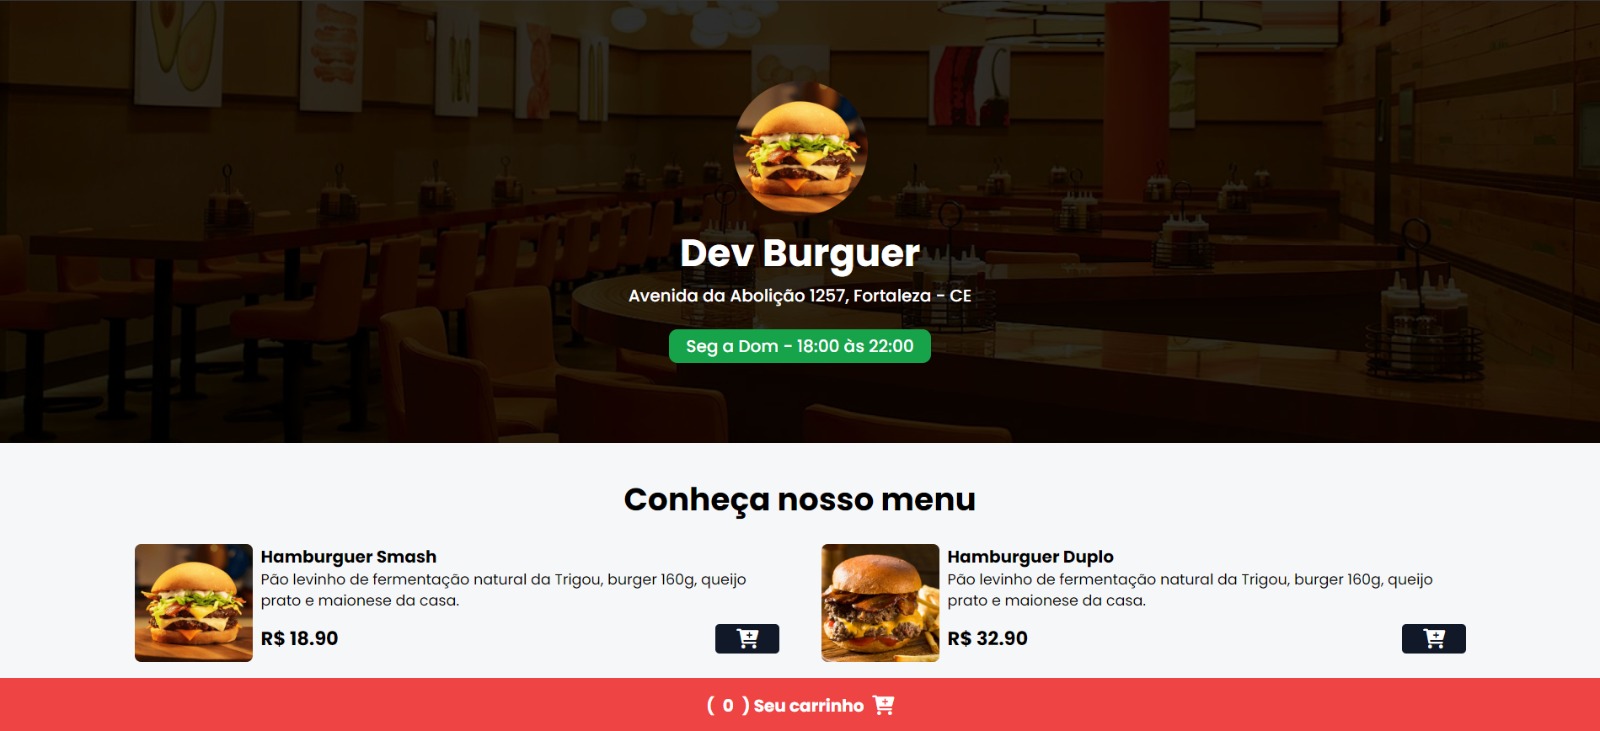 Dev Burguer
Avenida da Abolição 1257, Fortaleza - CE
Seg a Dom - 18:00 às 22:00
Conheça nosso menu
Hamburguer Smash
Pão levinho de fermentação natural da Trigou, burger 160g, queijo
prato e maionese da casa.
R$ 18.90
Hamburguer Duplo
Pão levinho de fermentação natural da Trigou, burger 160g, queijo
prato e maionese da casa.
R$ 32.90
( 0 ) Seu carrinho